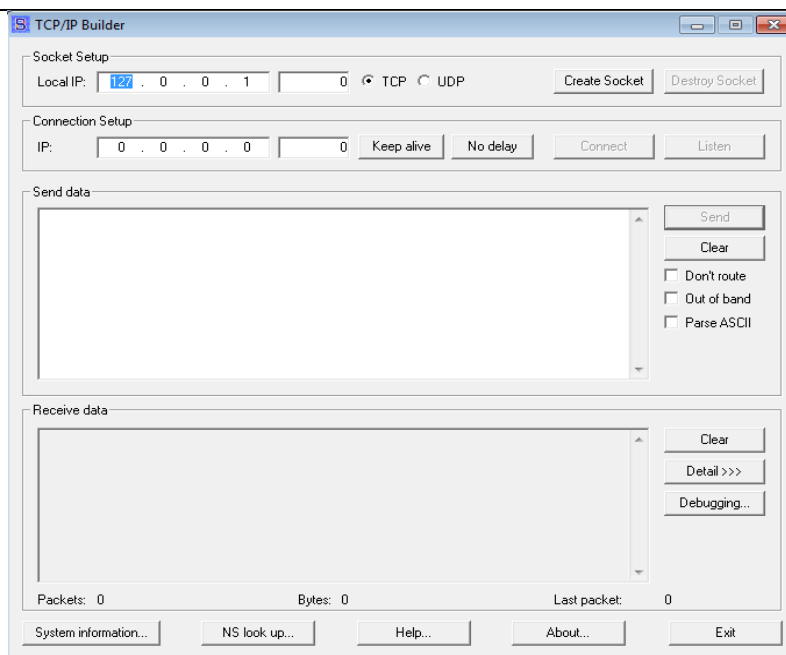 TCP/IP Builder
Socket Setup
Local IP: 127 . 0 . 0 . 1 0 TCP UDP Create Socket Destroy Socket
Connection Setup
IP: 0 . 0 . 0 . 0 0 Keep alive No delay Connect Listen
Send data
Send
Clear
Don't route
Out of band
Parse ASCII
Receive data
Clear
Detail >>>
Debugging...
Packets: 0 Bytes: 0 Last packet: 0
System information... NS look up... Help... About... Exit